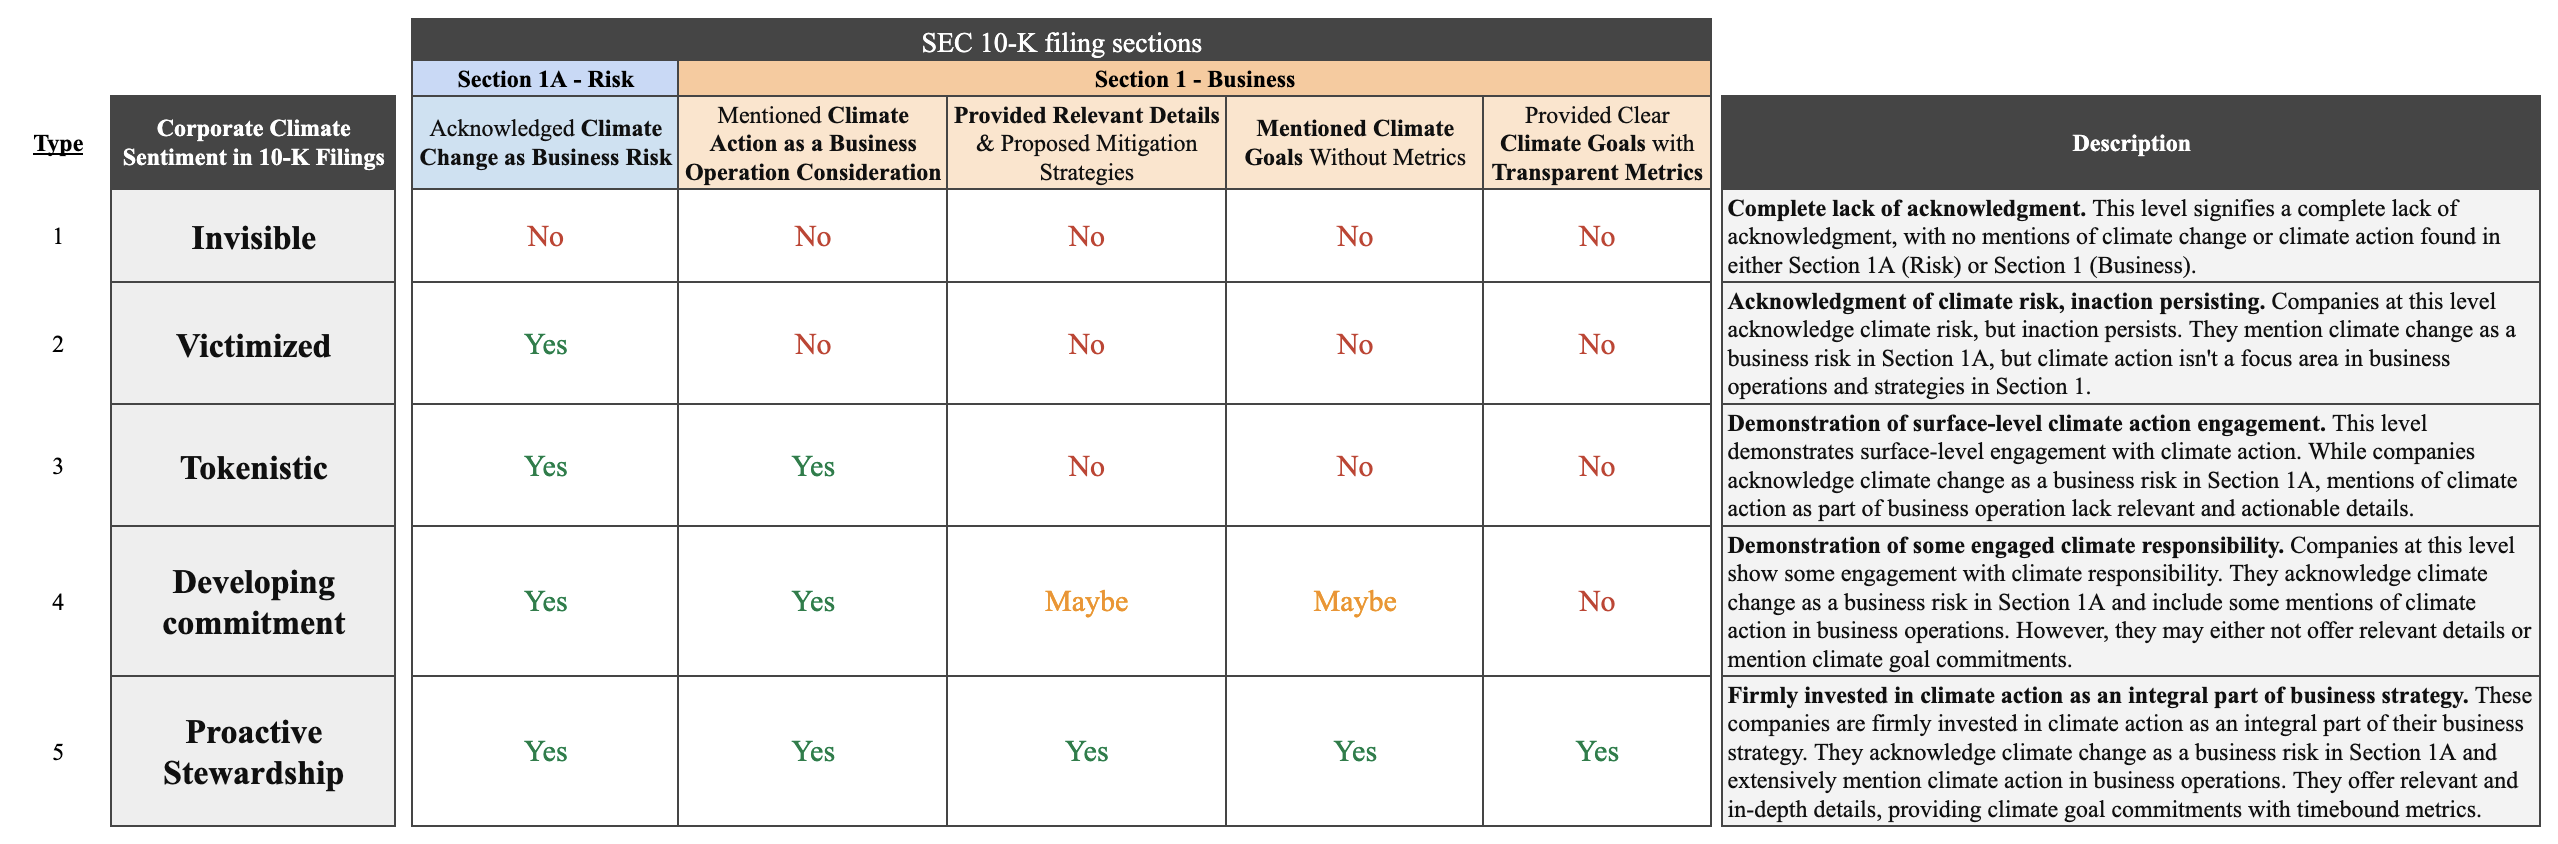 SEC 10-K filing sections
Section 1A - Risk
Section 1 - Business
Type
Corporate Climate
Sentiment in 10-K Filings
Acknowledged Climate
Change as Business Risk
Mentioned Climate
Action as a Business
Operation Consideration
Provided Relevant Details
& Proposed Mitigation
Strategies
Mentioned Climate
Goals Without Metrics
Provided Clear
Climate Goals with
Transparent Metrics
Description
1
Invisible
No
No
No
No
No
Complete lack of acknowledgment. This level signifies a complete lack of
acknowledgment, with no mentions of climate change or climate action found in
either Section 1A (Risk) or Section 1 (Business).
2
Victimized
Yes
No
No
No
No
Acknowledgment of climate risk, inaction persisting. Companies at this level
acknowledge climate risk, but inaction persists. They mention climate change as a
business risk in Section 1A, but climate action isn't a focus area in business
operations and strategies in Section 1.
3
Tokenistic
Yes
Yes
No
No
No
Demonstration of surface-level climate action engagement. This level
demonstrates surface-level engagement with climate action. While companies
acknowledge climate change as a business risk in Section 1A, mentions of climate
action as part of business operation lack relevant and actionable details.
4
Developing
commitment
Yes
Yes
Maybe
Maybe
No
Demonstration of some engaged climate responsibility. Companies at this level
show some engagement with climate responsibility. They acknowledge climate
change as a business risk in Section 1A and include some mentions of climate
action in business operations. However, they may either not offer relevant details or
mention climate goal commitments.
5
Proactive
Stewardship
Yes
Yes
Yes
Yes
Yes
Firmly invested in climate action as an integral part of business strategy. These
companies are firmly invested in climate action as an integral part of their business
strategy. They acknowledge climate change as a business risk in Section 1A and
extensively mention climate action in business operations. They offer relevant and
in-depth details, providing climate goal commitments with timebound metrics.